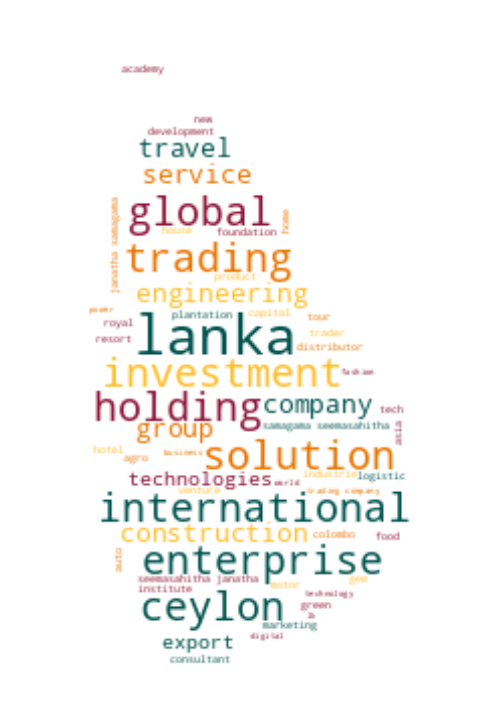 academy
new
development
travel
service
janatha samagama
global
home
house
foundation
trading
product
engineering
power
plantation
capital
tour
royal
lanka
trader
resort
distributor
investment
fashion
holding
company
tech
group
samagama seemasahitha
asia
hotel
agro
business
solution
technologies
world
industrie
logistic
venture
trading company
international
construction
colombo
food
auto
enterprise
seemasahitha janatha
motor
gem
institute
technology
ceylon
green
lk
marketing
digital
export
consultant